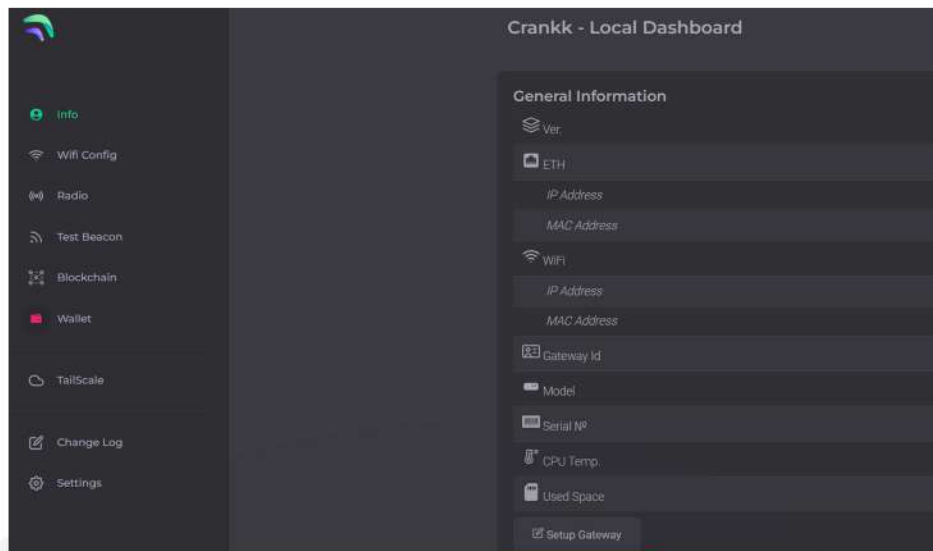 Crankk - Local Dashboard
Info
Wifi Config
Radio
Test Beacon
Blockchain
Wallet
TailScale
Change Log
Settings
General Information
Ver.
ETH
IP Address
MAC Address
WiFi
IP Address
MAC Address
Gateway Id
Model
Serial Nº
CPU Temp.
Used Space
Setup Gateway